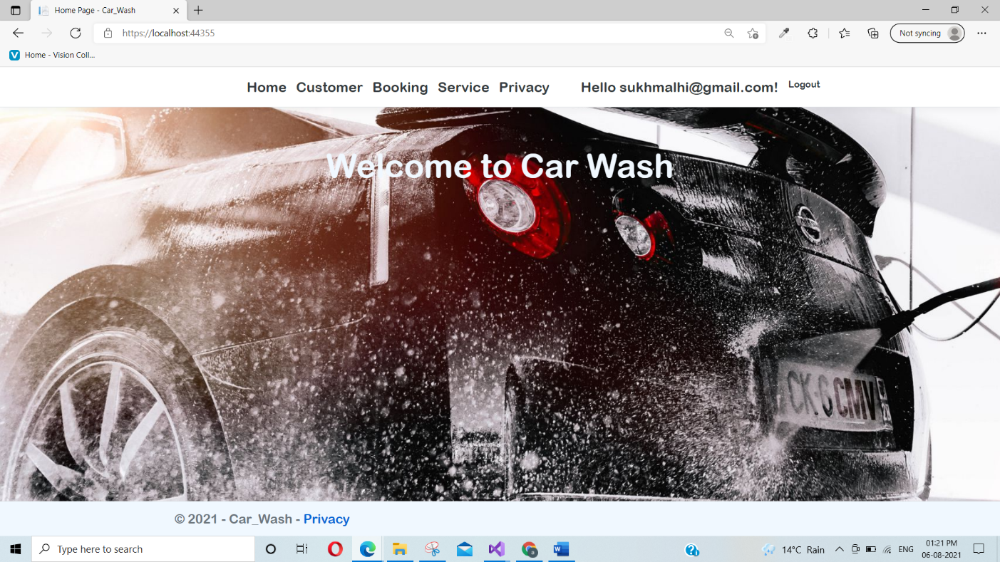 Home Page - Car_Wash
https://localhost:44355
Not syncing
Home - Vision Coll...
Home Customer Booking Service Privacy Hello sukhmalhi@gmail.com! Logout
Welcome to Car Wash
CK·G CMV
© 2021 - Car_Wash - Privacy
Type here to search
14°C Rain
ENG
01:21 PM
06-08-2021